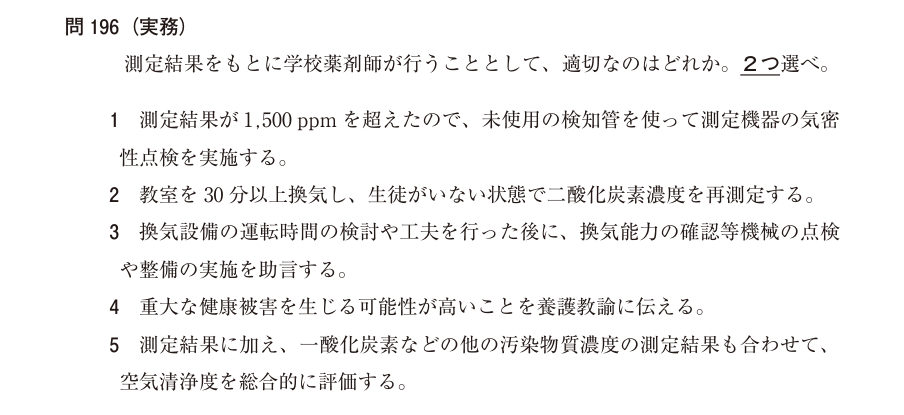 問 196（実務）
測定結果をもとに学校薬剤師が行うこととして、適切なのはどれか。２つ選べ。
1　測定結果が 1,500 ppm を超えたので、未使用の検知管を使って測定機器の気密
性点検を実施する。
2　教室を 30 分以上換気し、生徒がいない状態で二酸化炭素濃度を再測定する。
3　換気設備の運転時間の検討や工夫を行った後に、換気能力の確認等機械の点検
や整備の実施を助言する。
4　重大な健康被害を生じる可能性が高いことを養護教諭に伝える。
5　測定結果に加え、一酸化炭素などの他の汚染物質濃度の測定結果も合わせて、
空気清浄度を総合的に評価する。